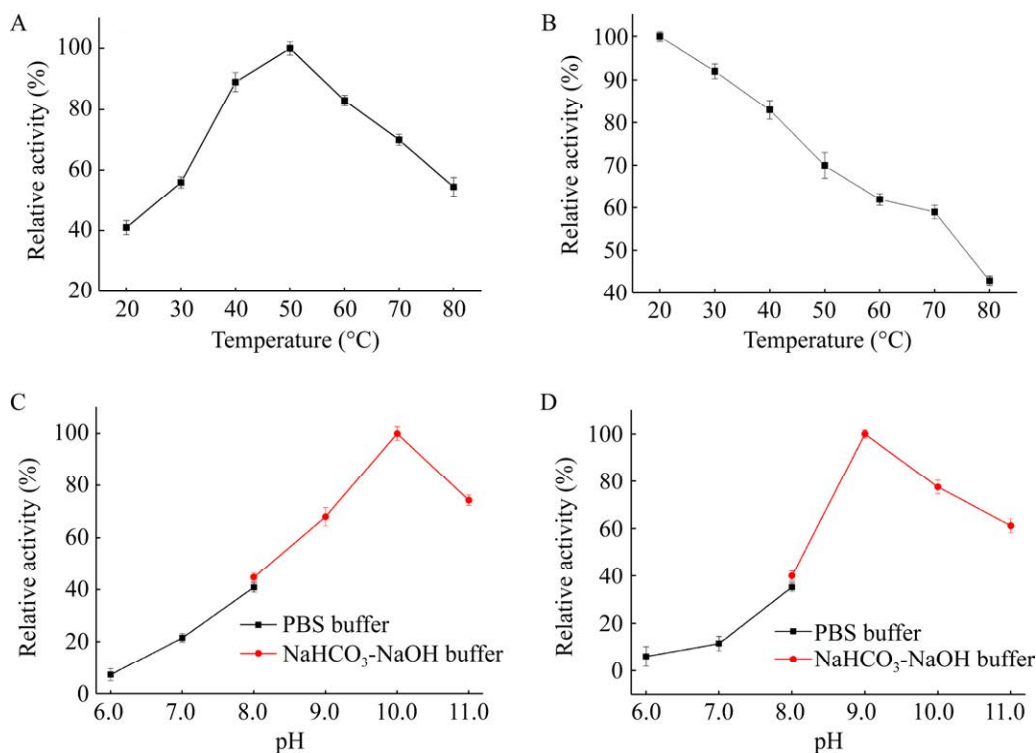 A
100
80
60
40
20
20 30 40 50 60 70 80
Relative activity (%)
Temperature (°C)
B
100
90
80
70
60
50
40
20 30 40 50 60 70 80
Relative activity (%)
Temperature (°C)
C
100
80
60
40
20
0
6.0 7.0 8.0 9.0 10.0 11.0
Relative activity (%)
pH
PBS buffer
NaHCO₃-NaOH buffer
D
100
80
60
40
20
0
6.0 7.0 8.0 9.0 10.0 11.0
Relative activity (%)
pH
PBS buffer
NaHCO₃-NaOH buffer